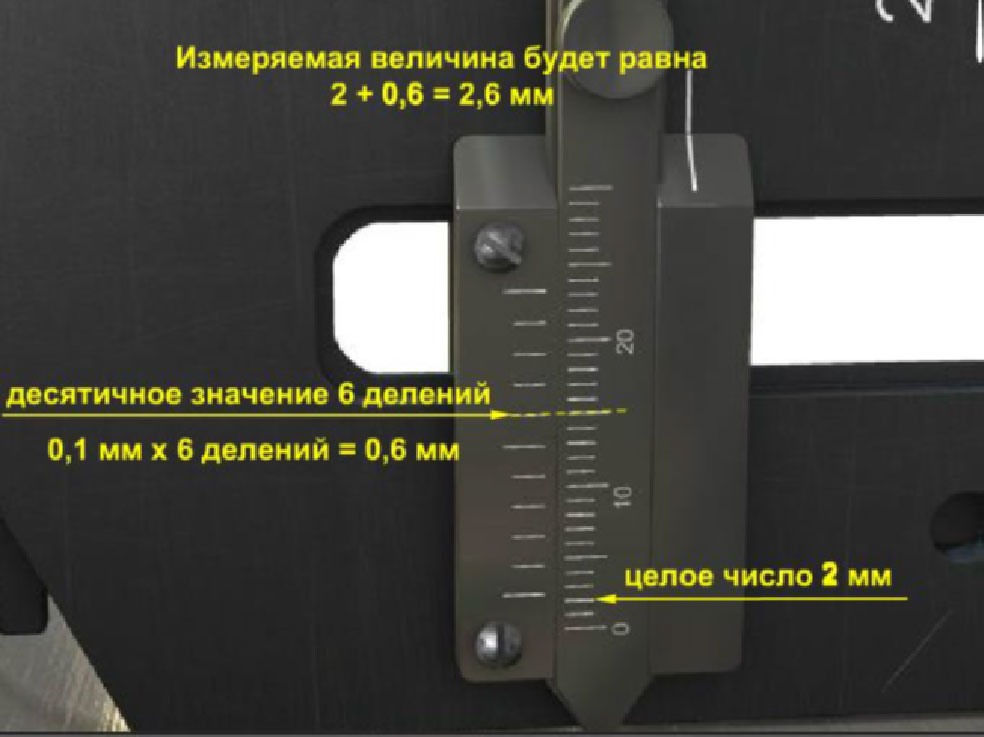 2
Измеряемая величина будет равна
2 + 0,6 = 2,6 мм
20
десятичное значение 6 делений
0,1 мм х 6 делений = 0,6 мм
10
целое число 2 мм
0